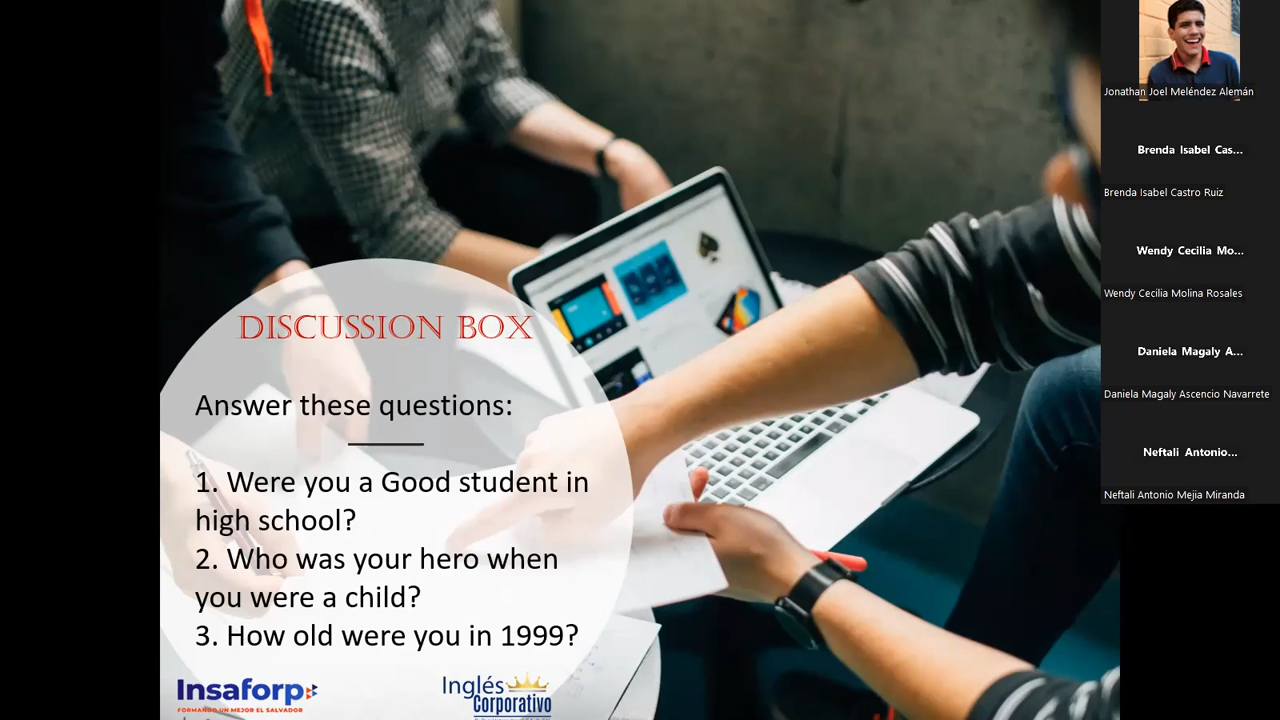 DISCUSSION BOX
Answer these questions:
1. Were you a Good student in
high school?
2. Who was your hero when
you were a child?
3. How old were you in 1999?
Insaforp
FORMANDO UN MEJOR EL SALVADOR
Inglés
Corporativo
Jonathan Joel Meléndez Alemán
Brenda Isabel Cas...
Brenda Isabel Castro Ruiz
Wendy Cecilia Mo...
Wendy Cecilia Molina Rosales
Daniela Magaly A...
Daniela Magaly Ascencio Navarrete
Neftali Antonio...
Neftali Antonio Mejia Miranda